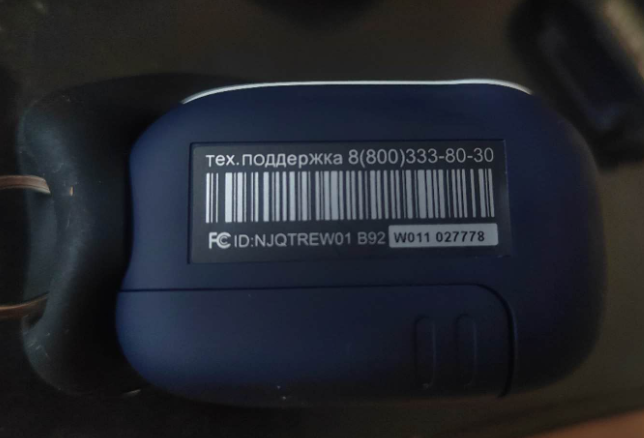 тех.поддержка 8(800)333-80-30
FC ID:NJQTREW01 B92 W011 027778